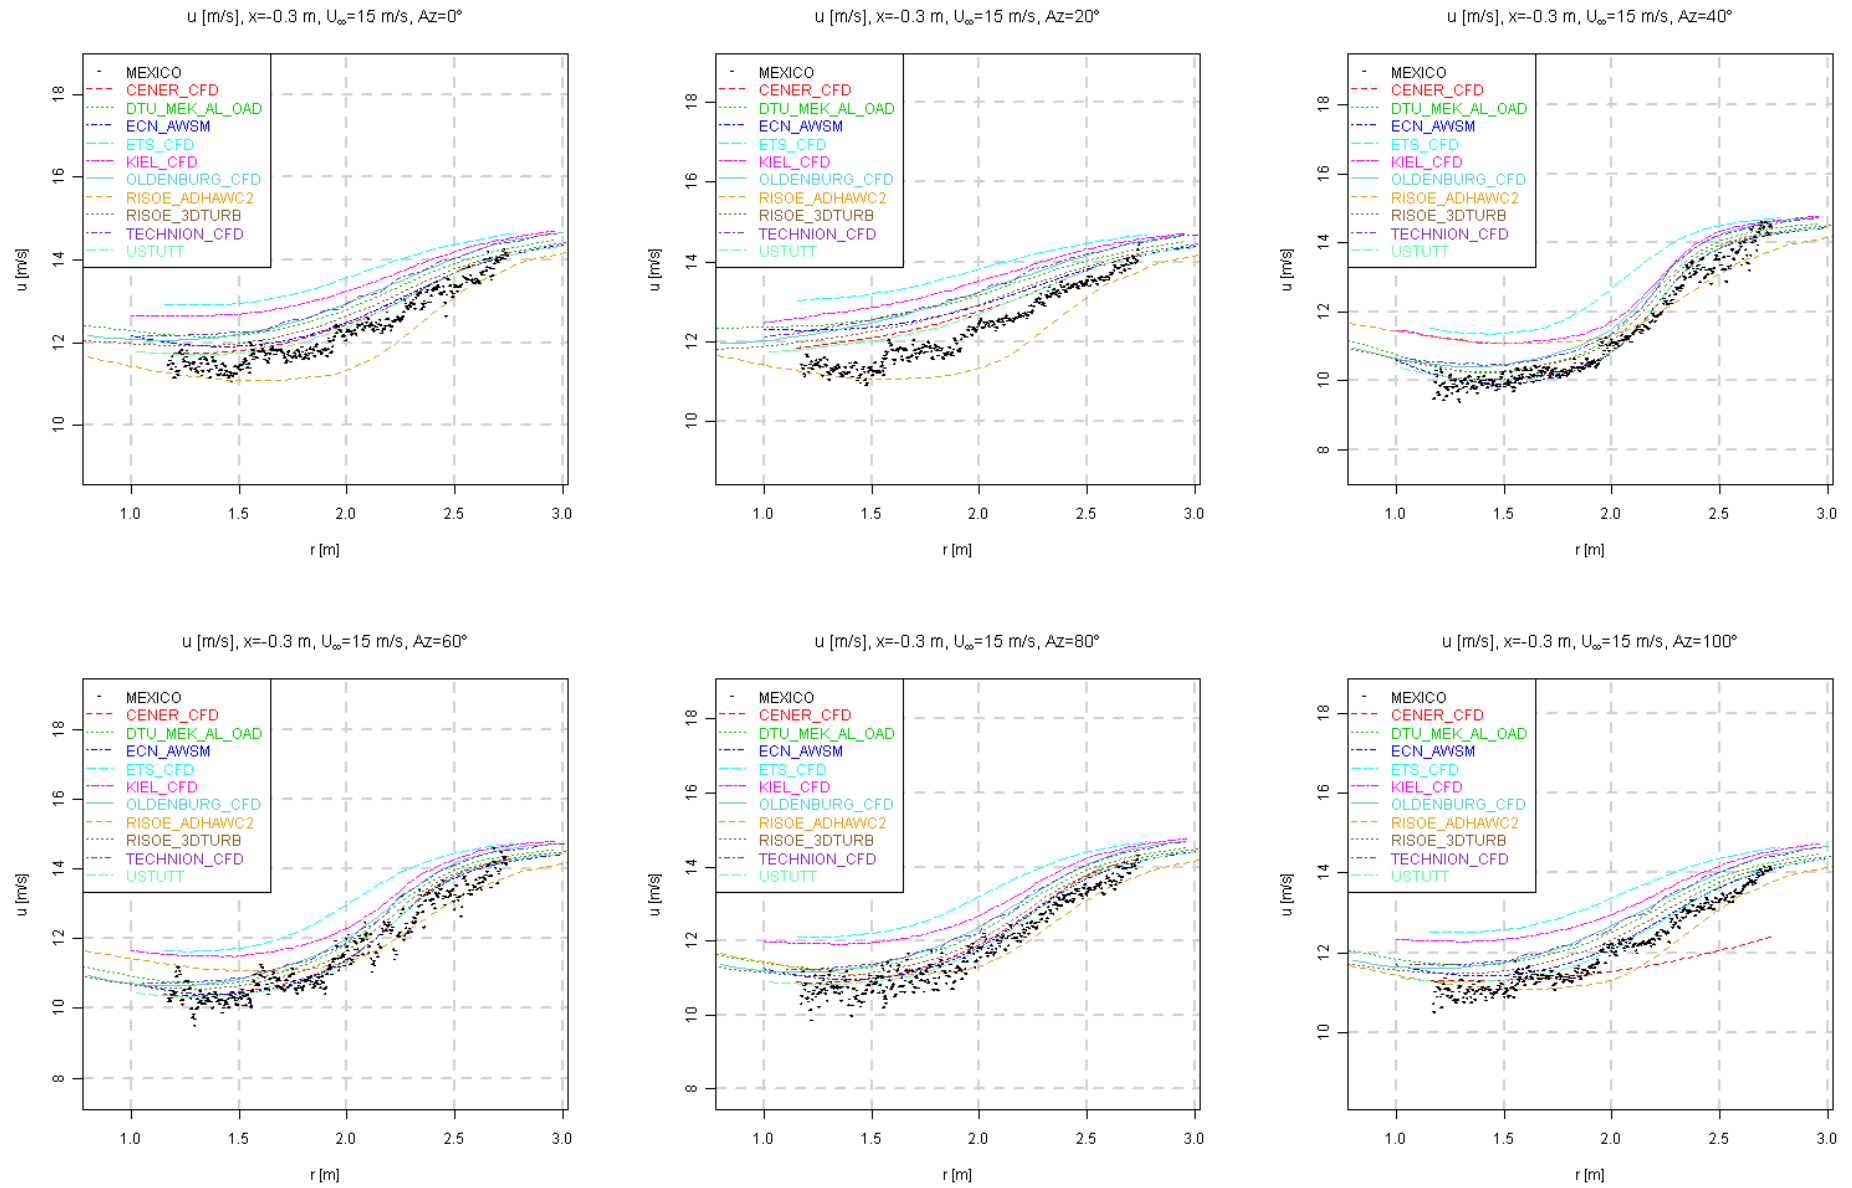 u [m/s], x=-0.3 m, U∞=15 m/s, Az=0°
18
16
14
12
10
u [m/s]
MEXICO
CENER_CFD
DTU_MEK_AL_OAD
ECN_AWSM
ETS_CFD
KIEL_CFD
OLDENBURG_CFD
RISOE_ADHAWC2
RISOE_3DTURB
TECHNION_CFD
USTUTT
1.0 1.5 2.0 2.5 3.0
r [m]
u [m/s], x=-0.3 m, U∞=15 m/s, Az=20°
18
16
14
12
10
u [m/s]
MEXICO
CENER_CFD
DTU_MEK_AL_OAD
ECN_AWSM
ETS_CFD
KIEL_CFD
OLDENBURG_CFD
RISOE_ADHAWC2
RISOE_3DTURB
TECHNION_CFD
USTUTT
1.0 1.5 2.0 2.5 3.0
r [m]
u [m/s], x=-0.3 m, U∞=15 m/s, Az=40°
18
16
14
12
10
8
u [m/s]
MEXICO
CENER_CFD
DTU_MEK_AL_OAD
ECN_AWSM
ETS_CFD
KIEL_CFD
OLDENBURG_CFD
RISOE_ADHAWC2
RISOE_3DTURB
TECHNION_CFD
USTUTT
1.0 1.5 2.0 2.5 3.0
r [m]
u [m/s], x=-0.3 m, U∞=15 m/s, Az=60°
18
16
14
12
10
8
u [m/s]
MEXICO
CENER_CFD
DTU_MEK_AL_OAD
ECN_AWSM
ETS_CFD
KIEL_CFD
OLDENBURG_CFD
RISOE_ADHAWC2
RISOE_3DTURB
TECHNION_CFD
USTUTT
1.0 1.5 2.0 2.5 3.0
r [m]
u [m/s], x=-0.3 m, U∞=15 m/s, Az=80°
18
16
14
12
10
8
u [m/s]
MEXICO
CENER_CFD
DTU_MEK_AL_OAD
ECN_AWSM
ETS_CFD
KIEL_CFD
OLDENBURG_CFD
RISOE_ADHAWC2
RISOE_3DTURB
TECHNION_CFD
USTUTT
1.0 1.5 2.0 2.5 3.0
r [m]
u [m/s], x=-0.3 m, U∞=15 m/s, Az=100°
18
16
14
12
10
u [m/s]
MEXICO
CENER_CFD
DTU_MEK_AL_OAD
ECN_AWSM
ETS_CFD
KIEL_CFD
OLDENBURG_CFD
RISOE_ADHAWC2
RISOE_3DTURB
TECHNION_CFD
USTUTT
1.0 1.5 2.0 2.5 3.0
r [m]